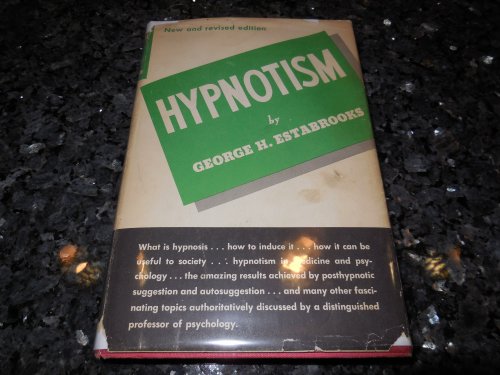 New and revised edition
HYPNOTISM
by
GEORGE H. ESTABROOKS
What is hypnosis . . . how to induce it . . . how it can be
useful to society . . . hypnotism in medicine and psy-
chology . . . the amazing results achieved by posthypnotic
suggestion and autosuggestion . . . and many other fasci-
nating topics authoritatively discussed by a distinguished
professor of psychology.